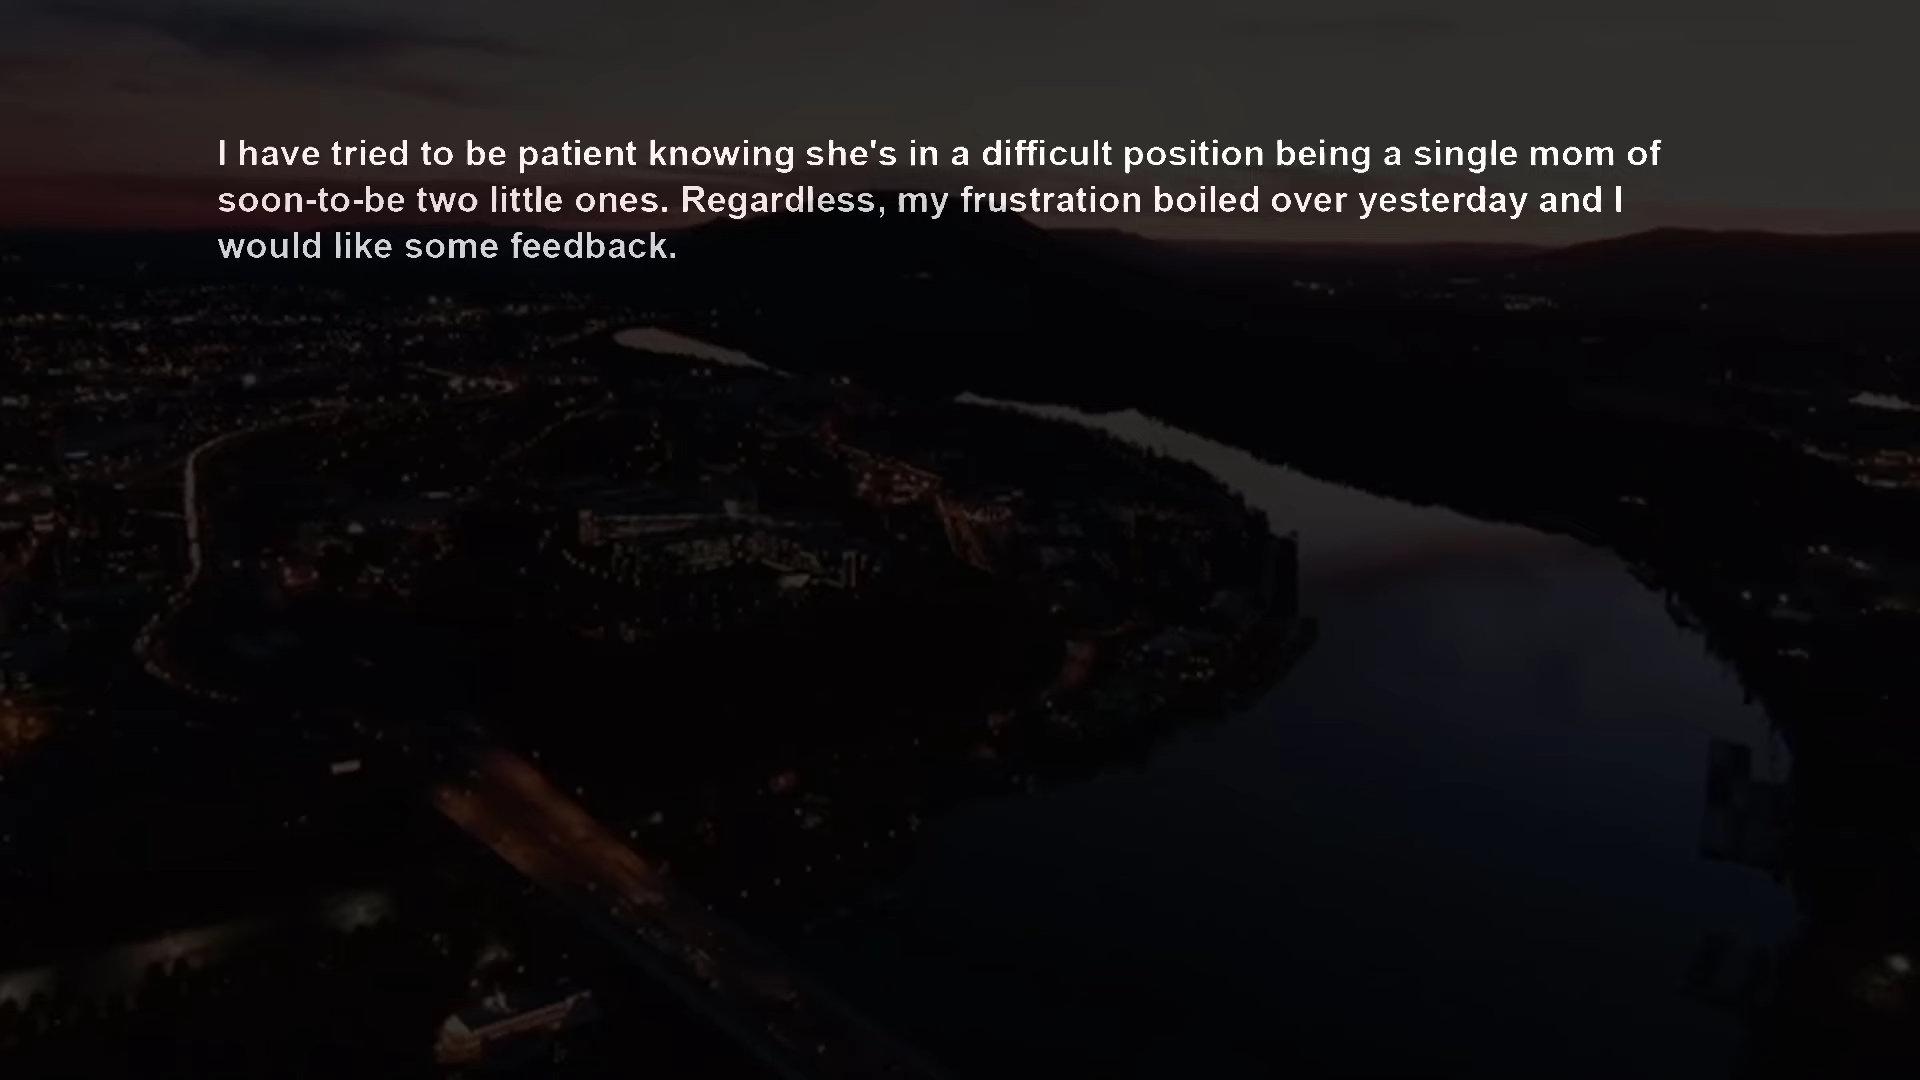 I have tried to be patient knowing she's in a difficult position being a single mom of
soon-to-be two little ones. Regardless, my frustration boiled over yesterday and I
would like some feedback.